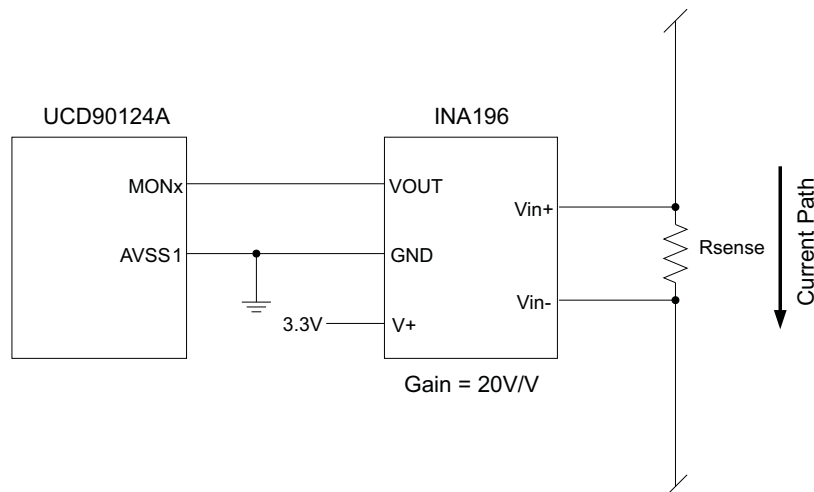 UCD90124A
INA196
MONx
VOUT
Vin+
AVSS1
GND
Rsense
Current Path
Vin-
3.3V
V+
Gain = 20V/V